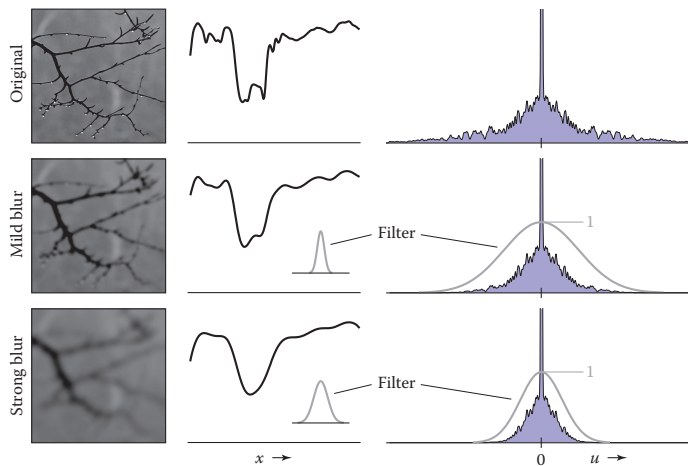 Original
Mild blur
Filter
1
Strong blur
Filter
1
x →
0
u →